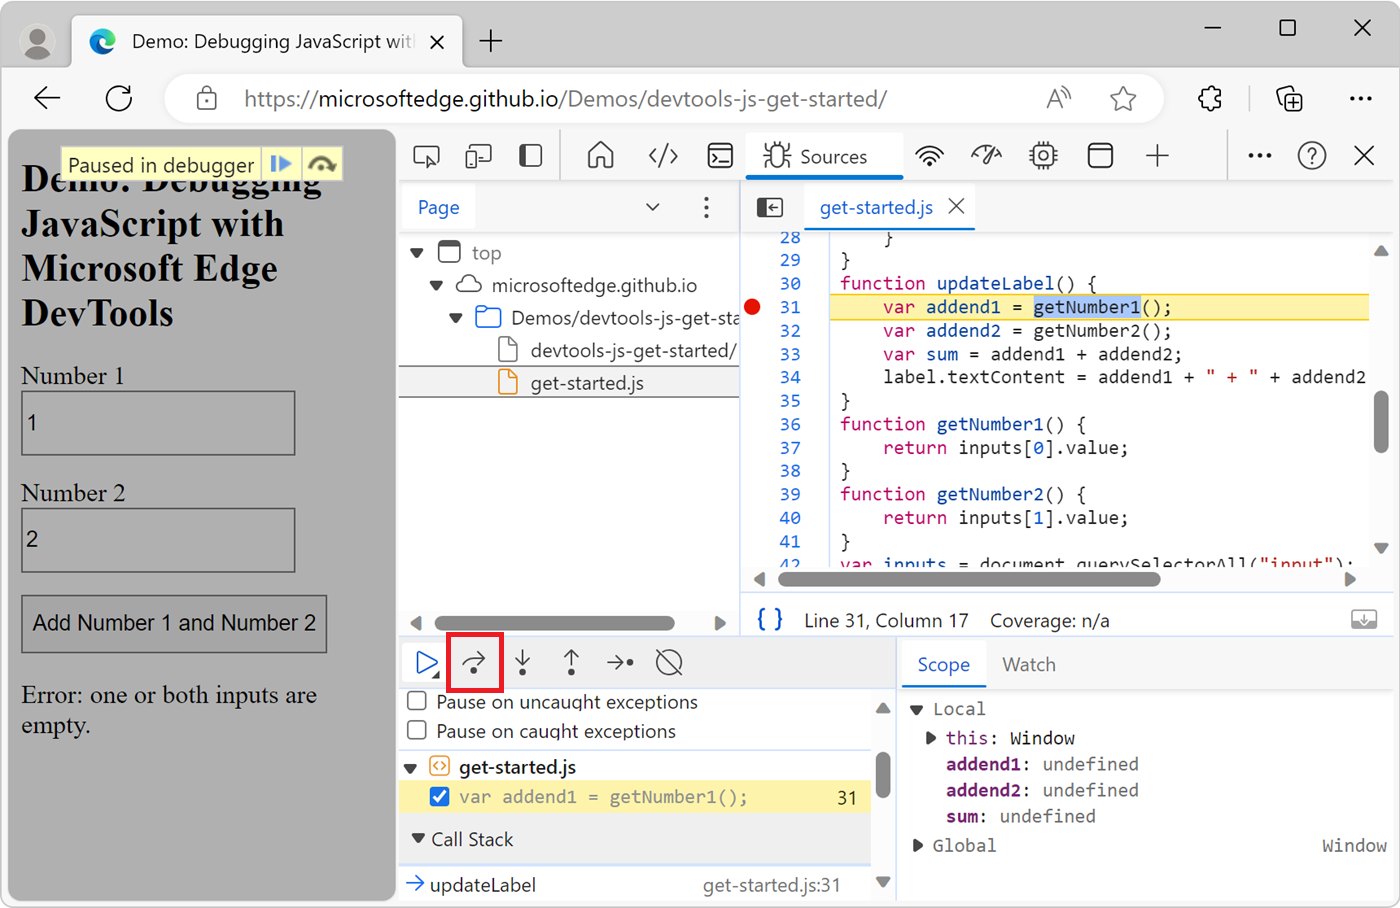 Demo: Debugging JavaScript wit
https://microsoftedge.github.io/Demos/devtools-js-get-started/
Paused in debugger
Demo: Debugging
JavaScript with
Microsoft Edge
DevTools
Number 1
1
Number 2
2
Add Number 1 and Number 2
Error: one or both inputs are
empty.
Sources
Page
top
microsoftedge.github.io
Demos/devtools-js-get-sta
devtools-js-get-started/
get-started.js
get-started.js
28 }
29 }
30 function updateLabel() {
31 var addend1 = getNumber1();
32 var addend2 = getNumber2();
33 var sum = addend1 + addend2;
34 label.textContent = addend1 + " + " + addend2
35 }
36 function getNumber1() {
37 return inputs[0].value;
38 }
39 function getNumber2() {
40 return inputs[1].value;
41 }
42 var inputs = document.querySelectorAll("input");
{ } Line 31, Column 17 Coverage: n/a
Pause on uncaught exceptions
Pause on caught exceptions
get-started.js
var addend1 = getNumber1(); 31
Call Stack
updateLabel get-started.js:31
Scope Watch
Local
this: Window
addend1: undefined
addend2: undefined
sum: undefined
Global Window